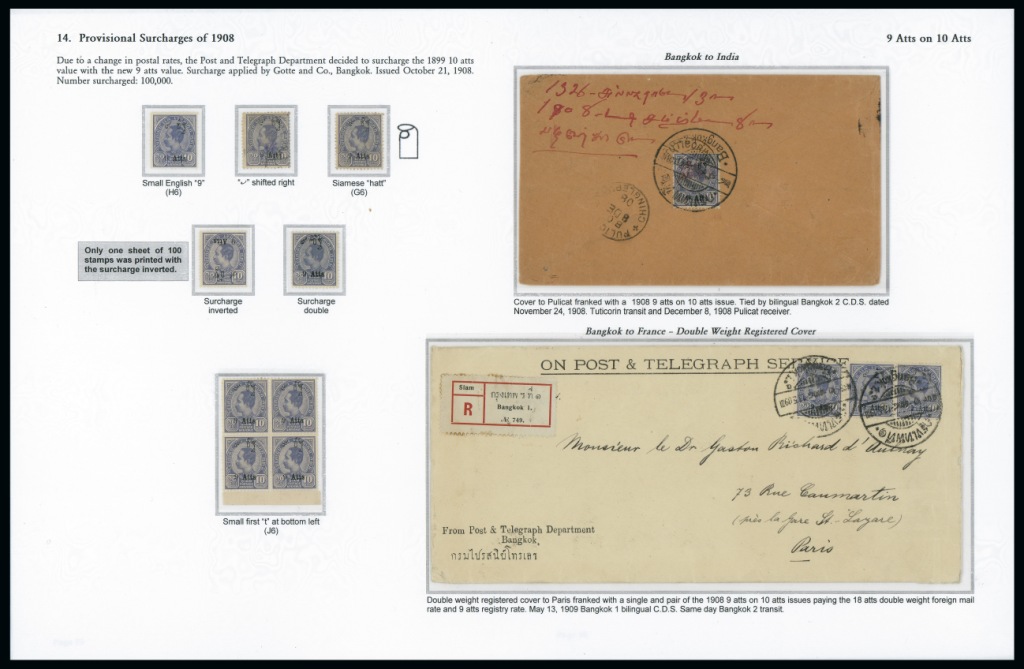 14. Provisional Surcharges of 1908
9 Atts on 10 Atts
Due to a change in postal rates, the Post and Telegraph Department decided to surcharge the 1899 10 atts
value with the new 9 atts value. Surcharge applied by Gotte and Co., Bangkok. Issued October 21, 1908.
Number surcharged: 100,000.
Small English "9"
(H6)
"✓" shifted right
Siamese "hatt"
(G6)
Only one sheet of 100
stamps was printed with
the surcharge inverted.
Surcharge
inverted
Surcharge
double
Small first "t" at bottom left
(J6)
Bangkok to India
1326
Cover to Pulicat franked with a 1908 9 atts on 10 atts issue. Tied by bilingual Bangkok 2 C.D.S. dated
November 24, 1908. Tuticorin transit and December 8, 1908 Pulicat receiver.
Bangkok to France – Double Weight Registered Cover
ON POST & TELEGRAPH SERVICE
Siam
R
กรุงเทพฯ ที่ ๑
Bangkok 1.
№ 749.
Monsieur le Dr Gaston Richard d'Aulnay
73 Rue Caumartin
(près la Gare St-Lazare)
Paris
From Post & Telegraph Department
Bangkok.
กรมไปรสนีย์โทรเลข
Double weight registered cover to Paris franked with a single and pair of the 1908 9 atts on 10 atts issues paying the 18 atts double weight foreign mail
rate and 9 atts registry rate. May 13, 1909 Bangkok 1 bilingual C.D.S. Same day Bangkok 2 transit.